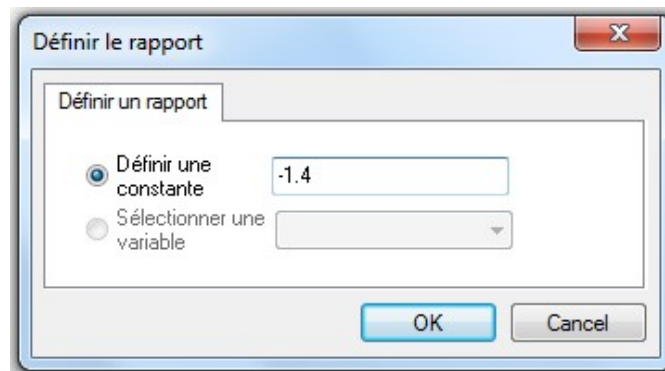 Définir le rapport
Définir un rapport
Définir une
constante
-1.4
Sélectionner une
variable
OK
Cancel